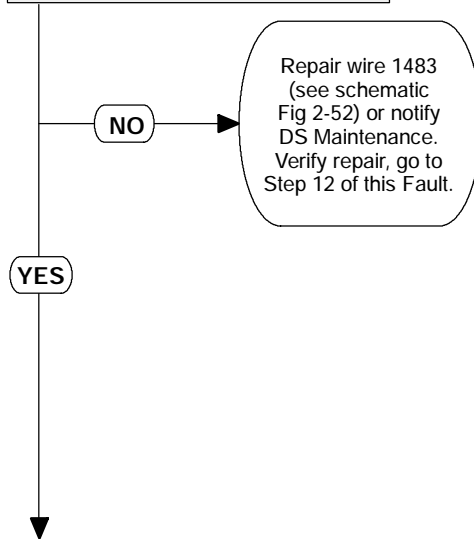 NO
Repair wire 1483
(see schematic
Fig 2-52) or notify
DS Maintenance.
Verify repair, go to
Step 12 of this Fault.
YES